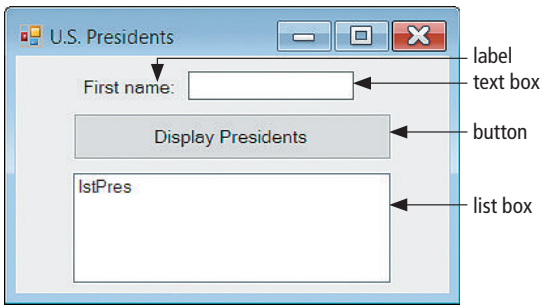 U.S. Presidents
label
First name:
text box
Display Presidents
button
lstPres
list box